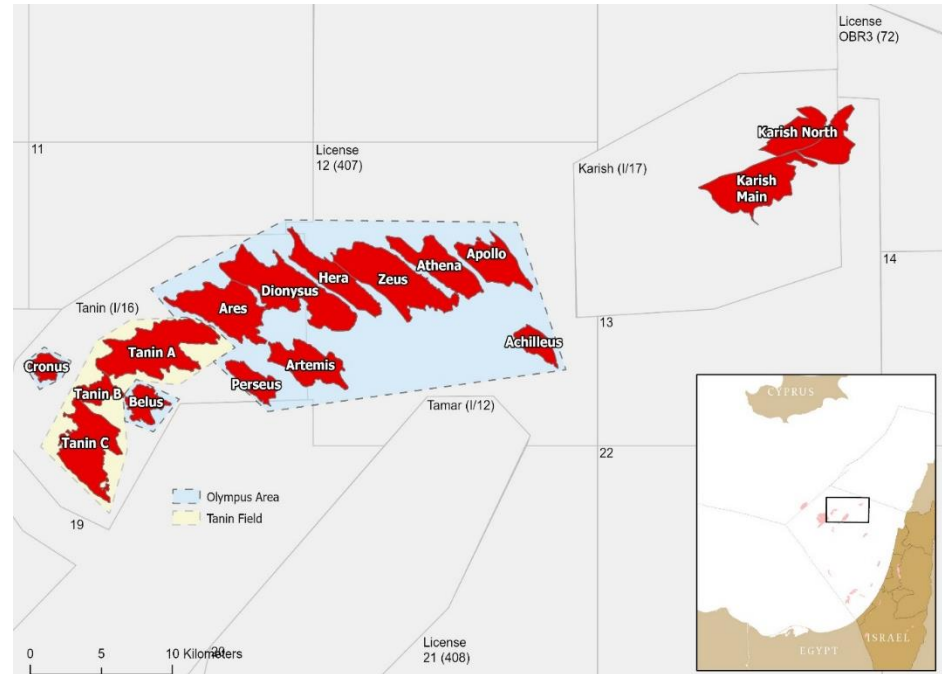 License
OBR3 (72)
11
License
12 (407)
Karish North
Karish (I/17)
Karish
Main
14
Apollo
Athena
Hera
Zeus
Dionysus
Ares
Tanin (I/16)
13
Achilleus
Tanin A
Cronus
Artemis
Perseus
Tanin B
Belus
Tamar (I/12)
Tanin C
22
CYPRUS
Olympus Area
Tanin Field
19
ISRAEL
EGYPT
License
21 (408)
0 5 10 Kilometers
20